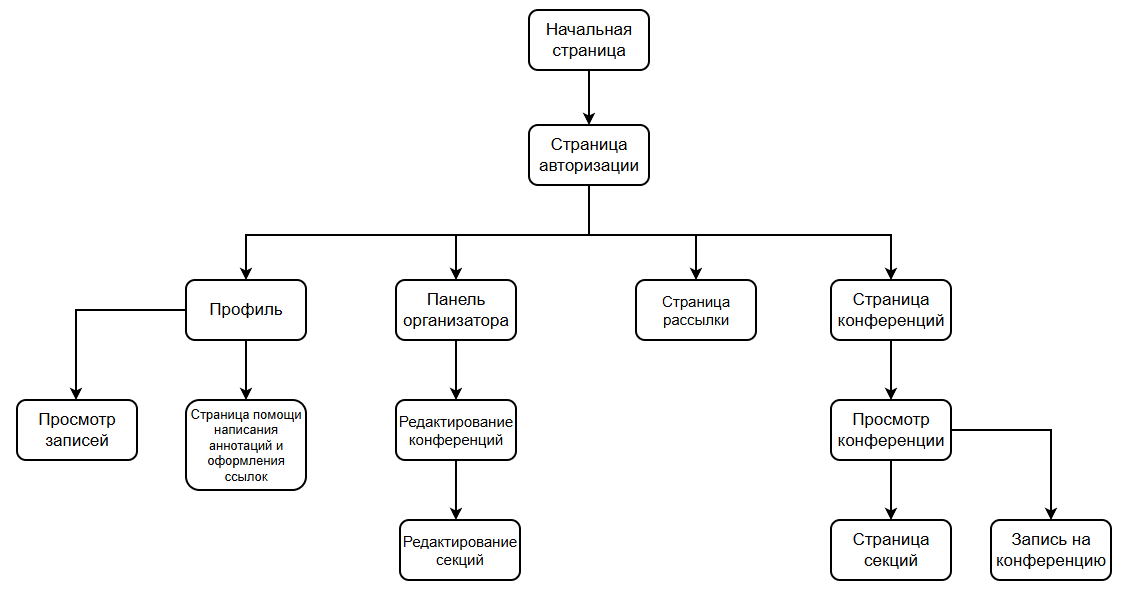 Начальная
страница
Страница
авторизации
Профиль
Панель
организатора
Страница
рассылки
Страница
конференций
Просмотр
записей
Страница помощи
написания
аннотаций и
оформления
ссылок
Редактирование
конференций
Просмотр
конференции
Редактирование
секций
Страница
секций
Запись на
конференцию